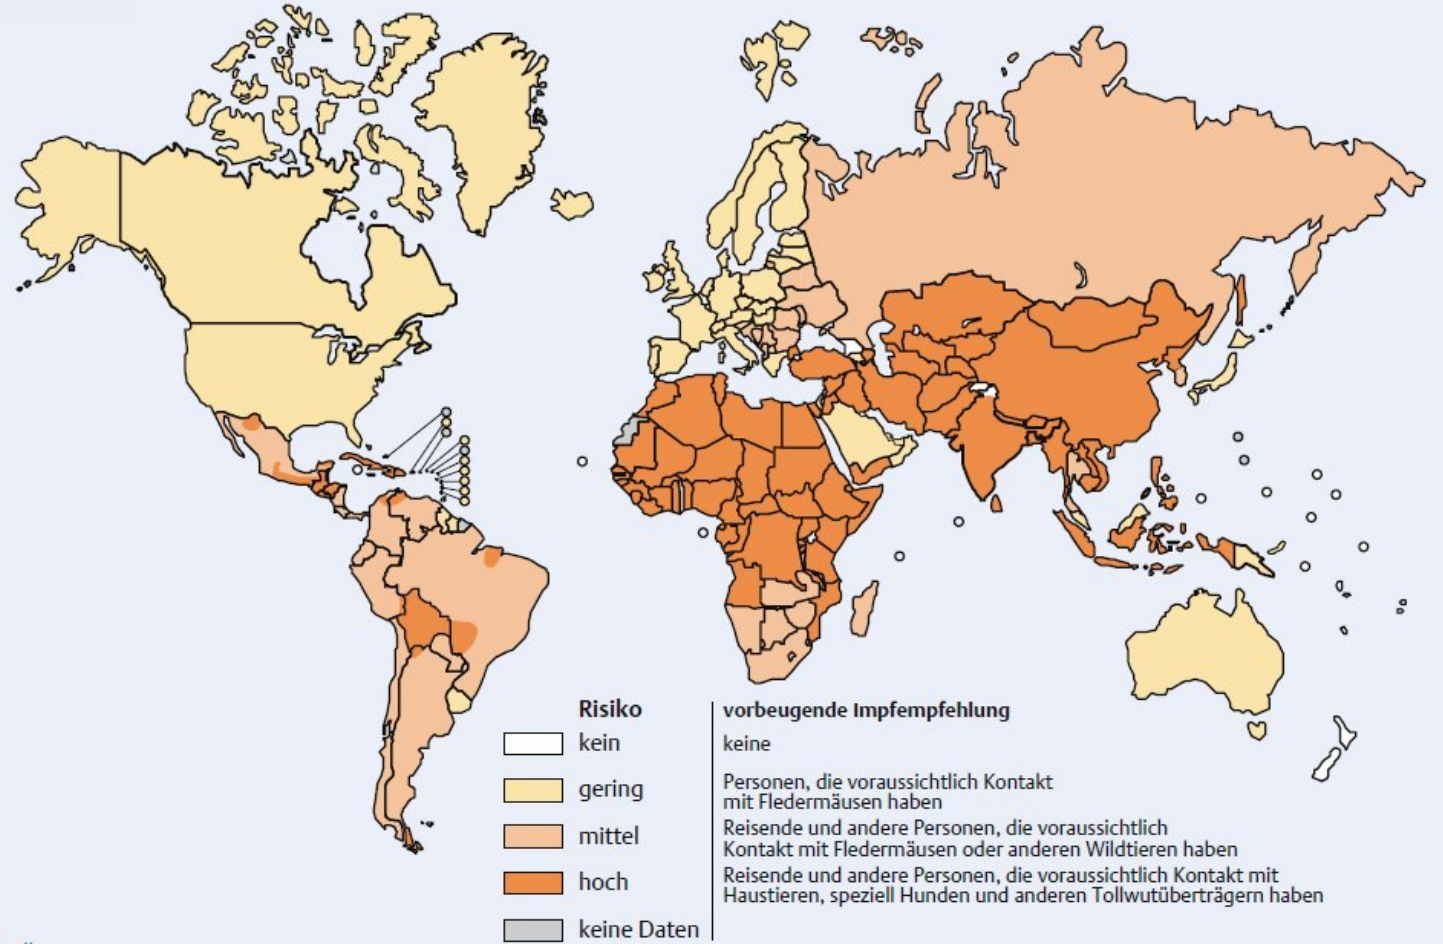 Risiko
vorbeugende Impfempfehlung
kein
keine
gering
Personen, die voraussichtlich Kontakt
mit Fledermäusen haben
mittel
Reisende und andere Personen, die voraussichtlich
Kontakt mit Fledermäusen oder anderen Wildtieren haben
hoch
Reisende und andere Personen, die voraussichtlich Kontakt mit
Haustieren, speziell Hunden und anderen Tollwutüberträgern haben
keine Daten